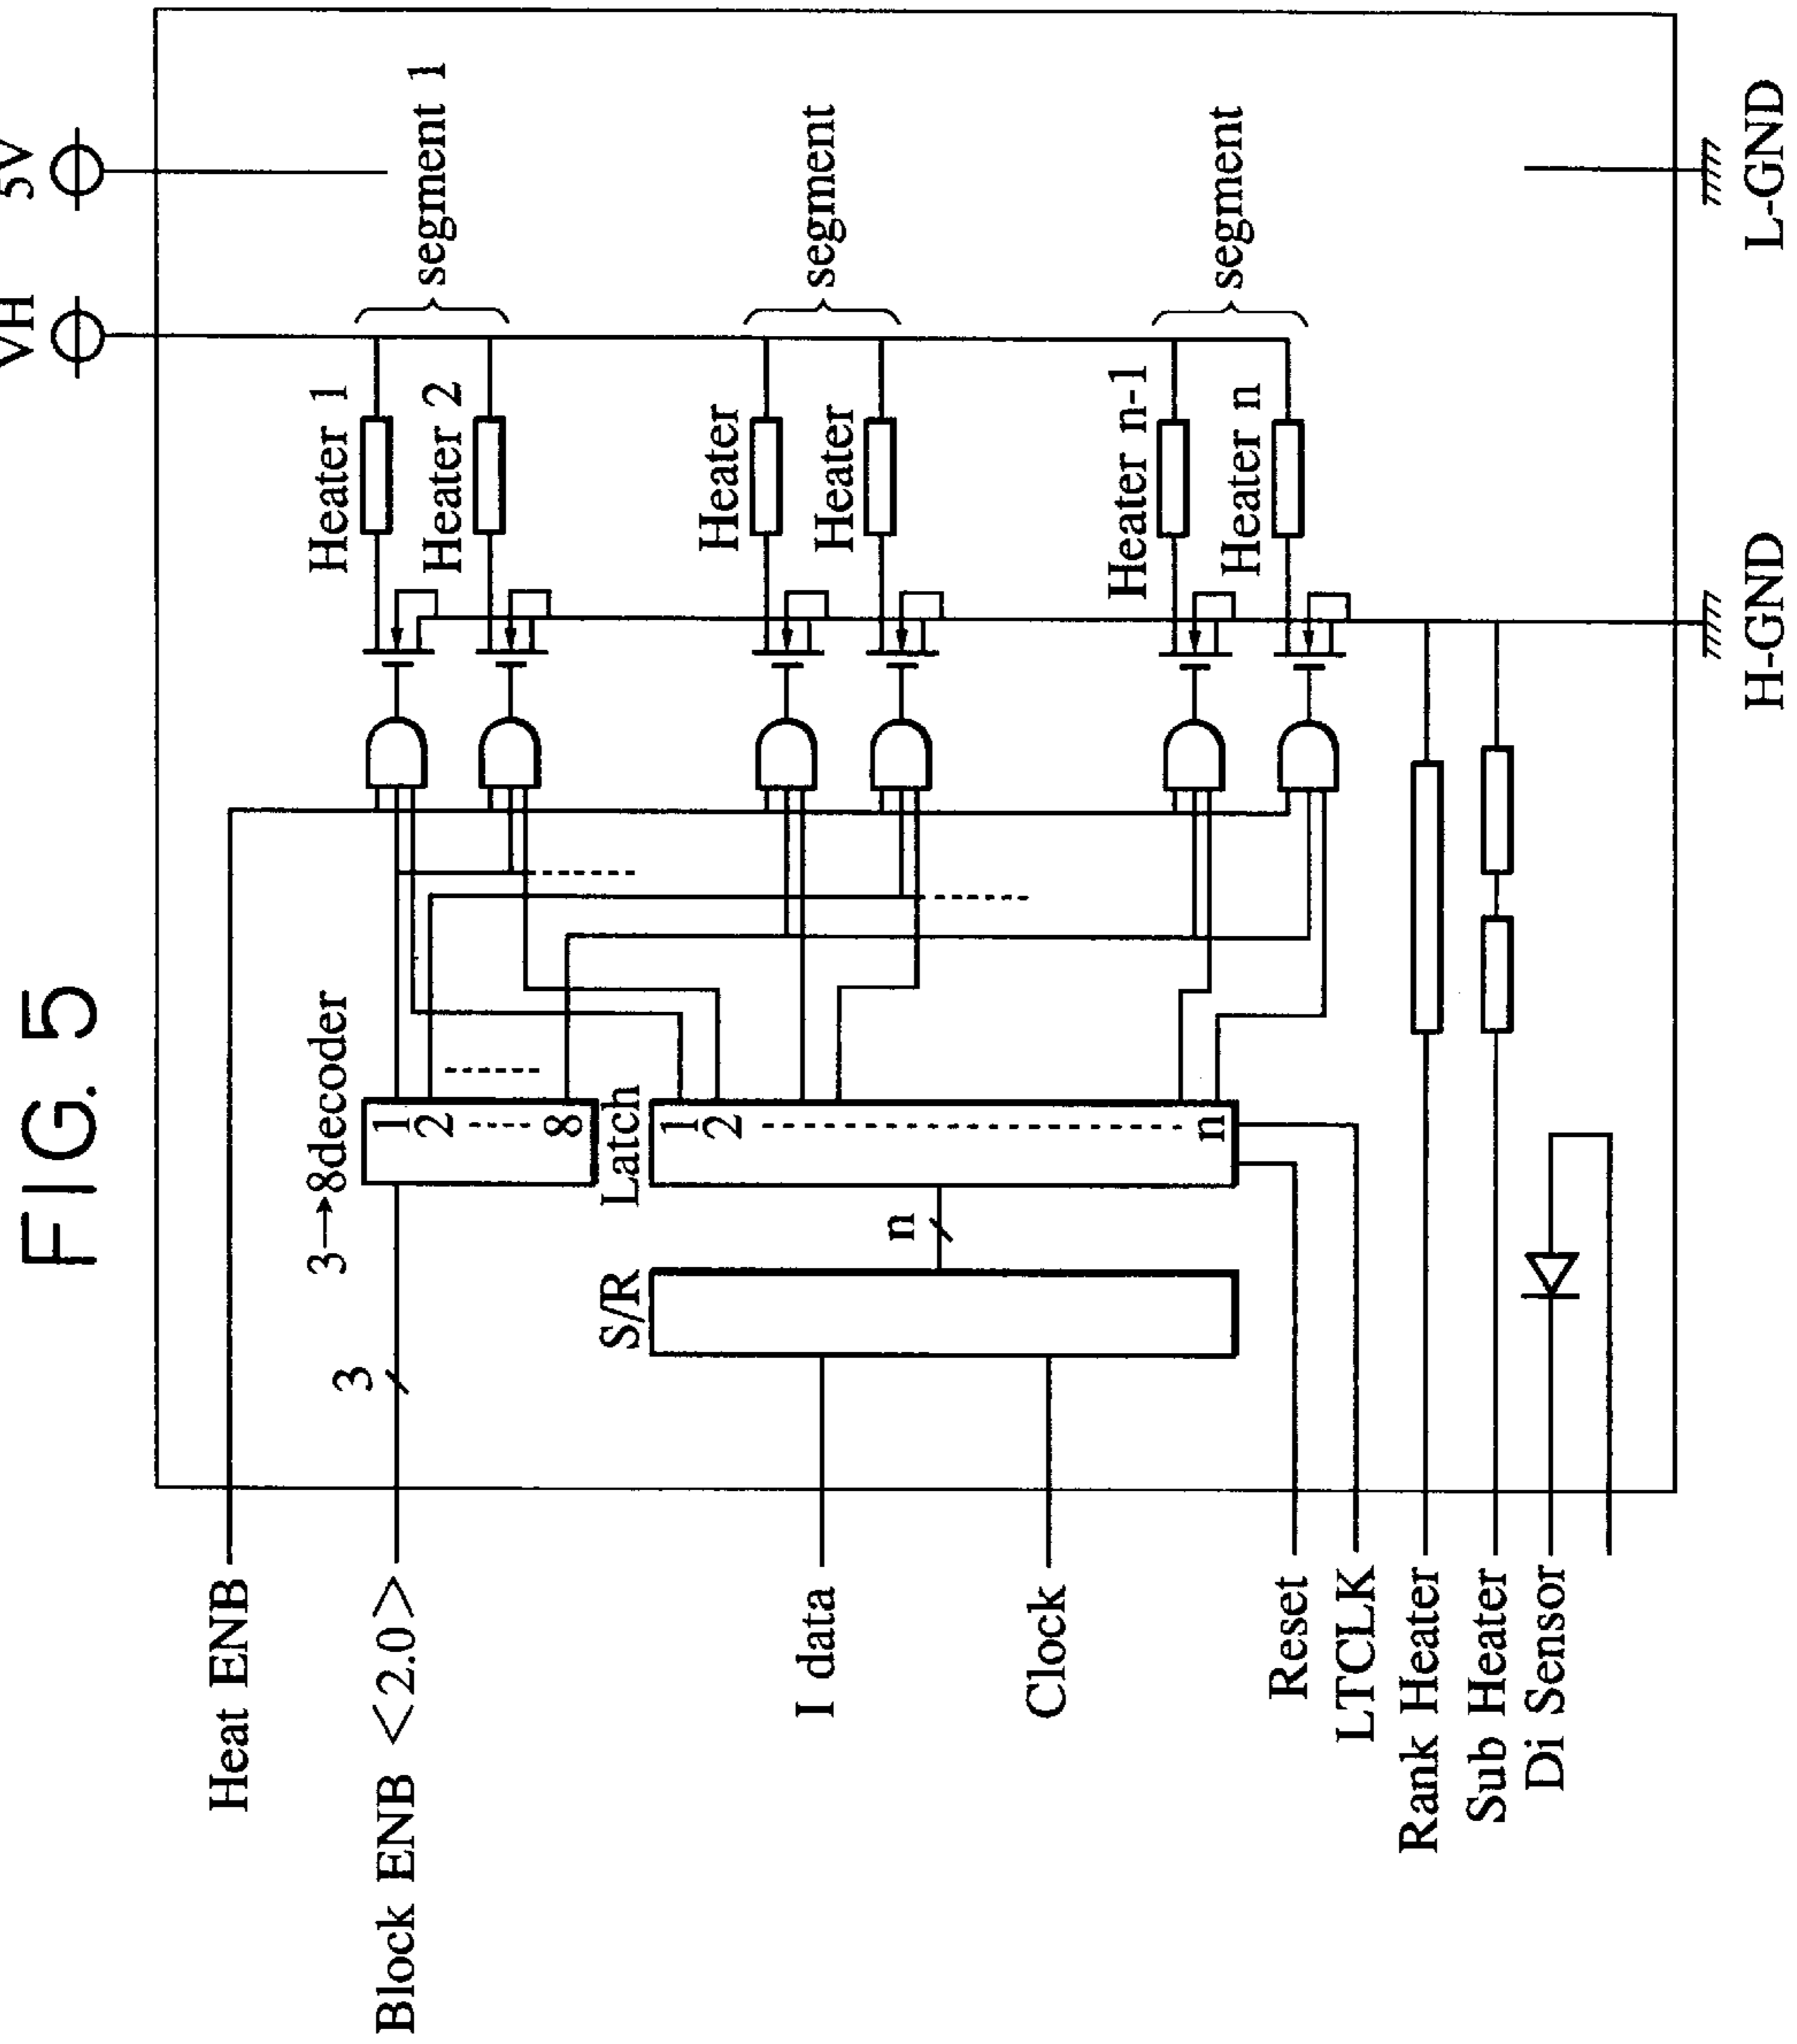 FIG. 5
VH
5V
Heat ENB
Block ENB <2.0>
3
3→8decoder
1
2
8
Heater 1
Heater 2
segment 1
I data
Clock
S/R
n
Latch
1
2
n
Heater
Heater
segment
Heater n-1
Heater n
segment
Reset
LTCLK
Rank Heater
Sub Heater
Di Sensor
H-GND
L-GND